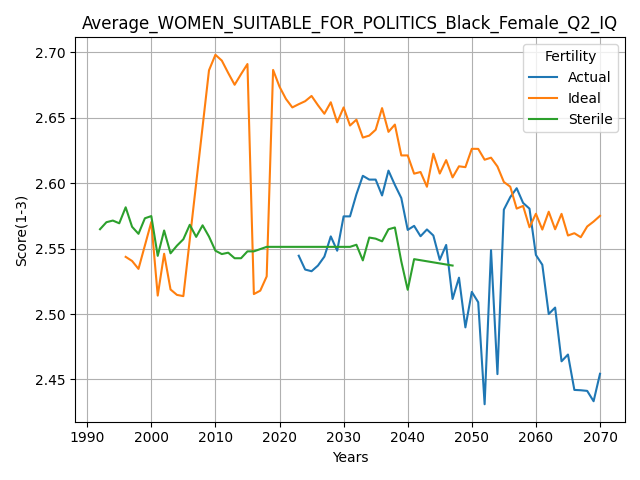 Average_WOMEN_SUITABLE_FOR_POLITICS_Black_Female_Q2_IQ
Fertility
Actual
Ideal
Sterile
Score(1-3)
2.70
2.65
2.60
2.55
2.50
2.45
1990 2000 2010 2020 2030 2040 2050 2060 2070
Years